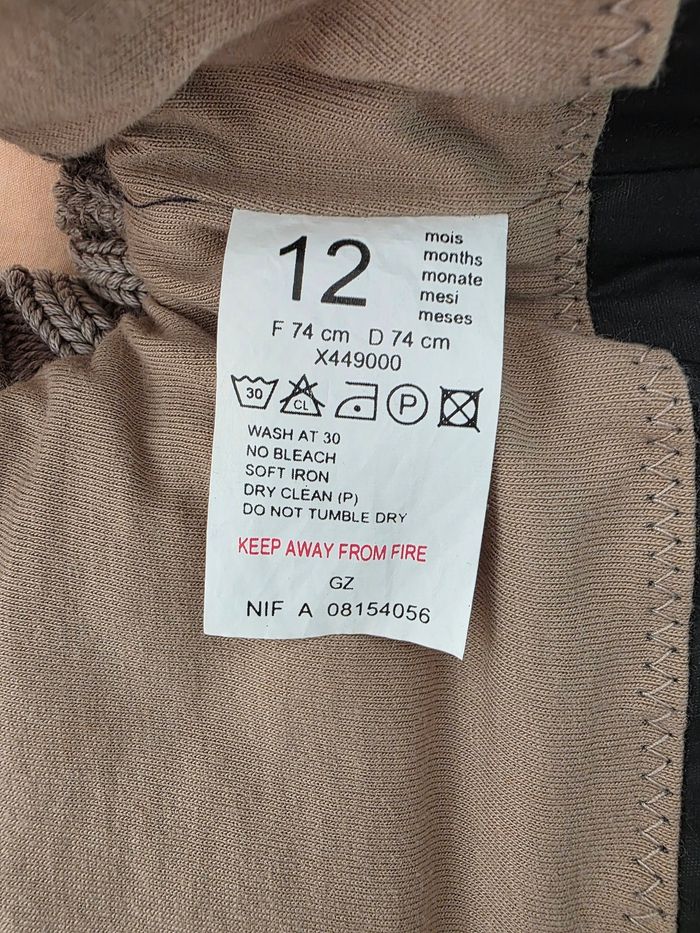 12
mois
months
monate
mesi
meses
F 74 cm D 74 cm
X449000
30 CL P
WASH AT 30
NO BLEACH
SOFT IRON
DRY CLEAN (P)
DO NOT TUMBLE DRY
KEEP AWAY FROM FIRE
GZ
NIF A 08154056